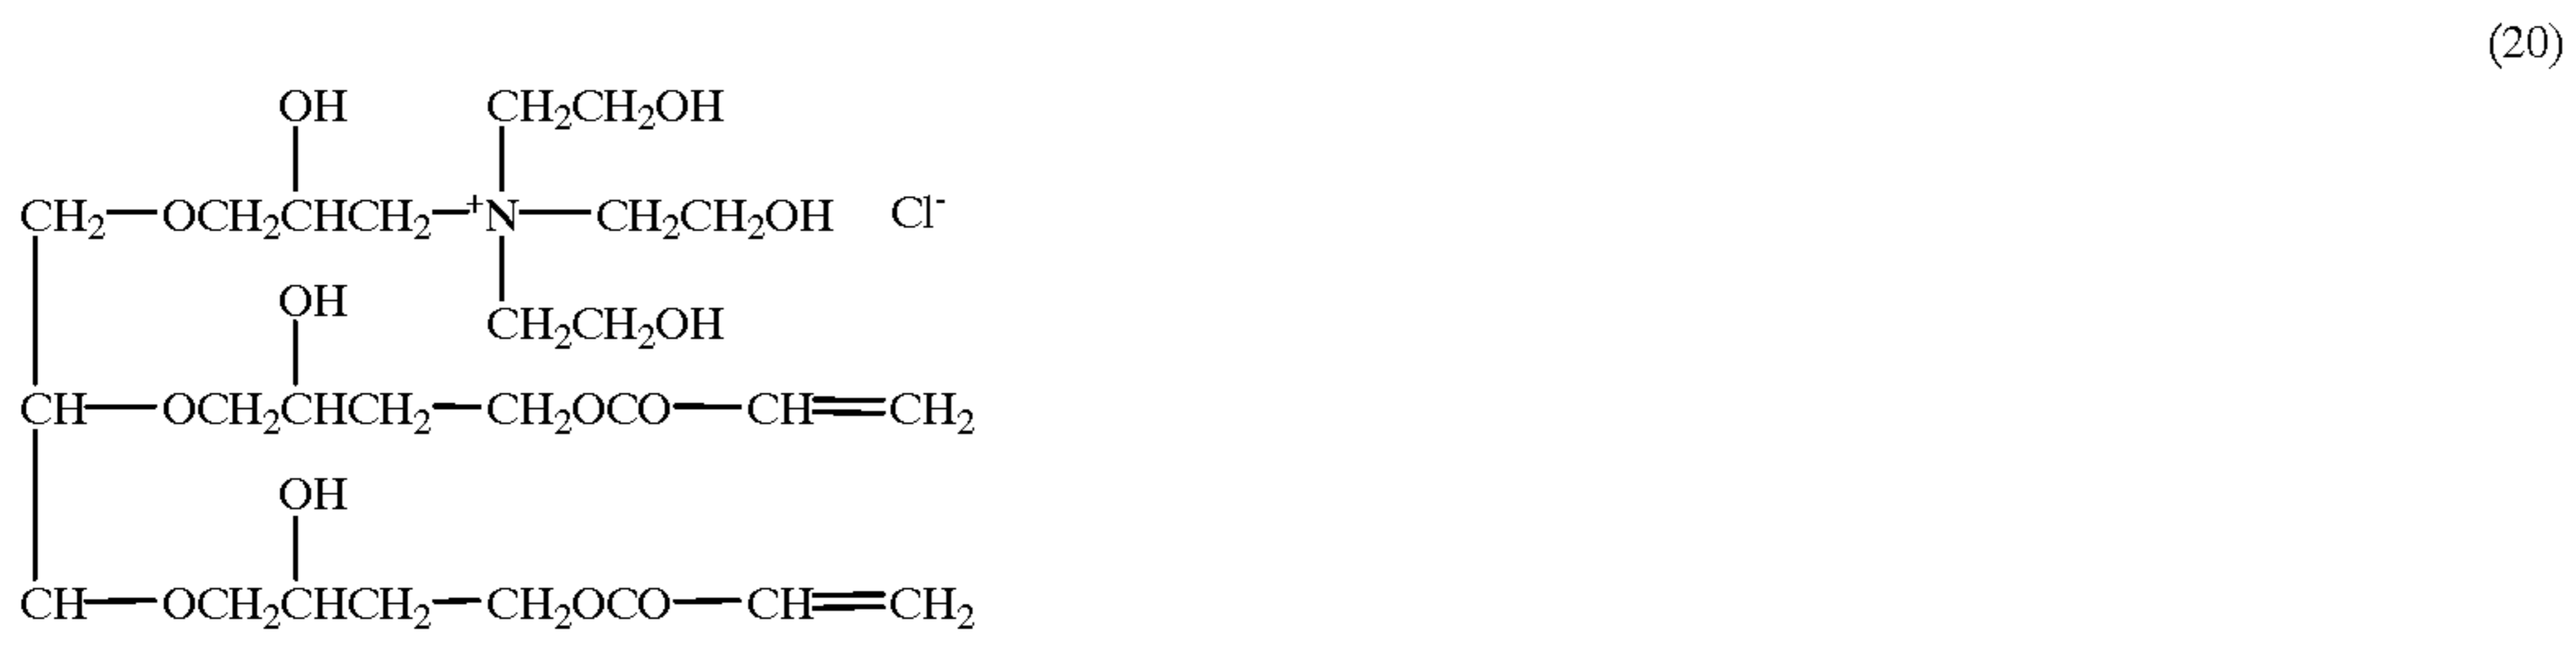 (20)
OH CH₂CH₂OH
CH₂—OCH₂CHCH₂—⁺N—CH₂CH₂OH Cl⁻
OH
CH₂CH₂OH
CH—OCH₂CHCH₂—CH₂OCO—CH=CH₂
OH
CH—OCH₂CHCH₂—CH₂OCO—CH=CH₂